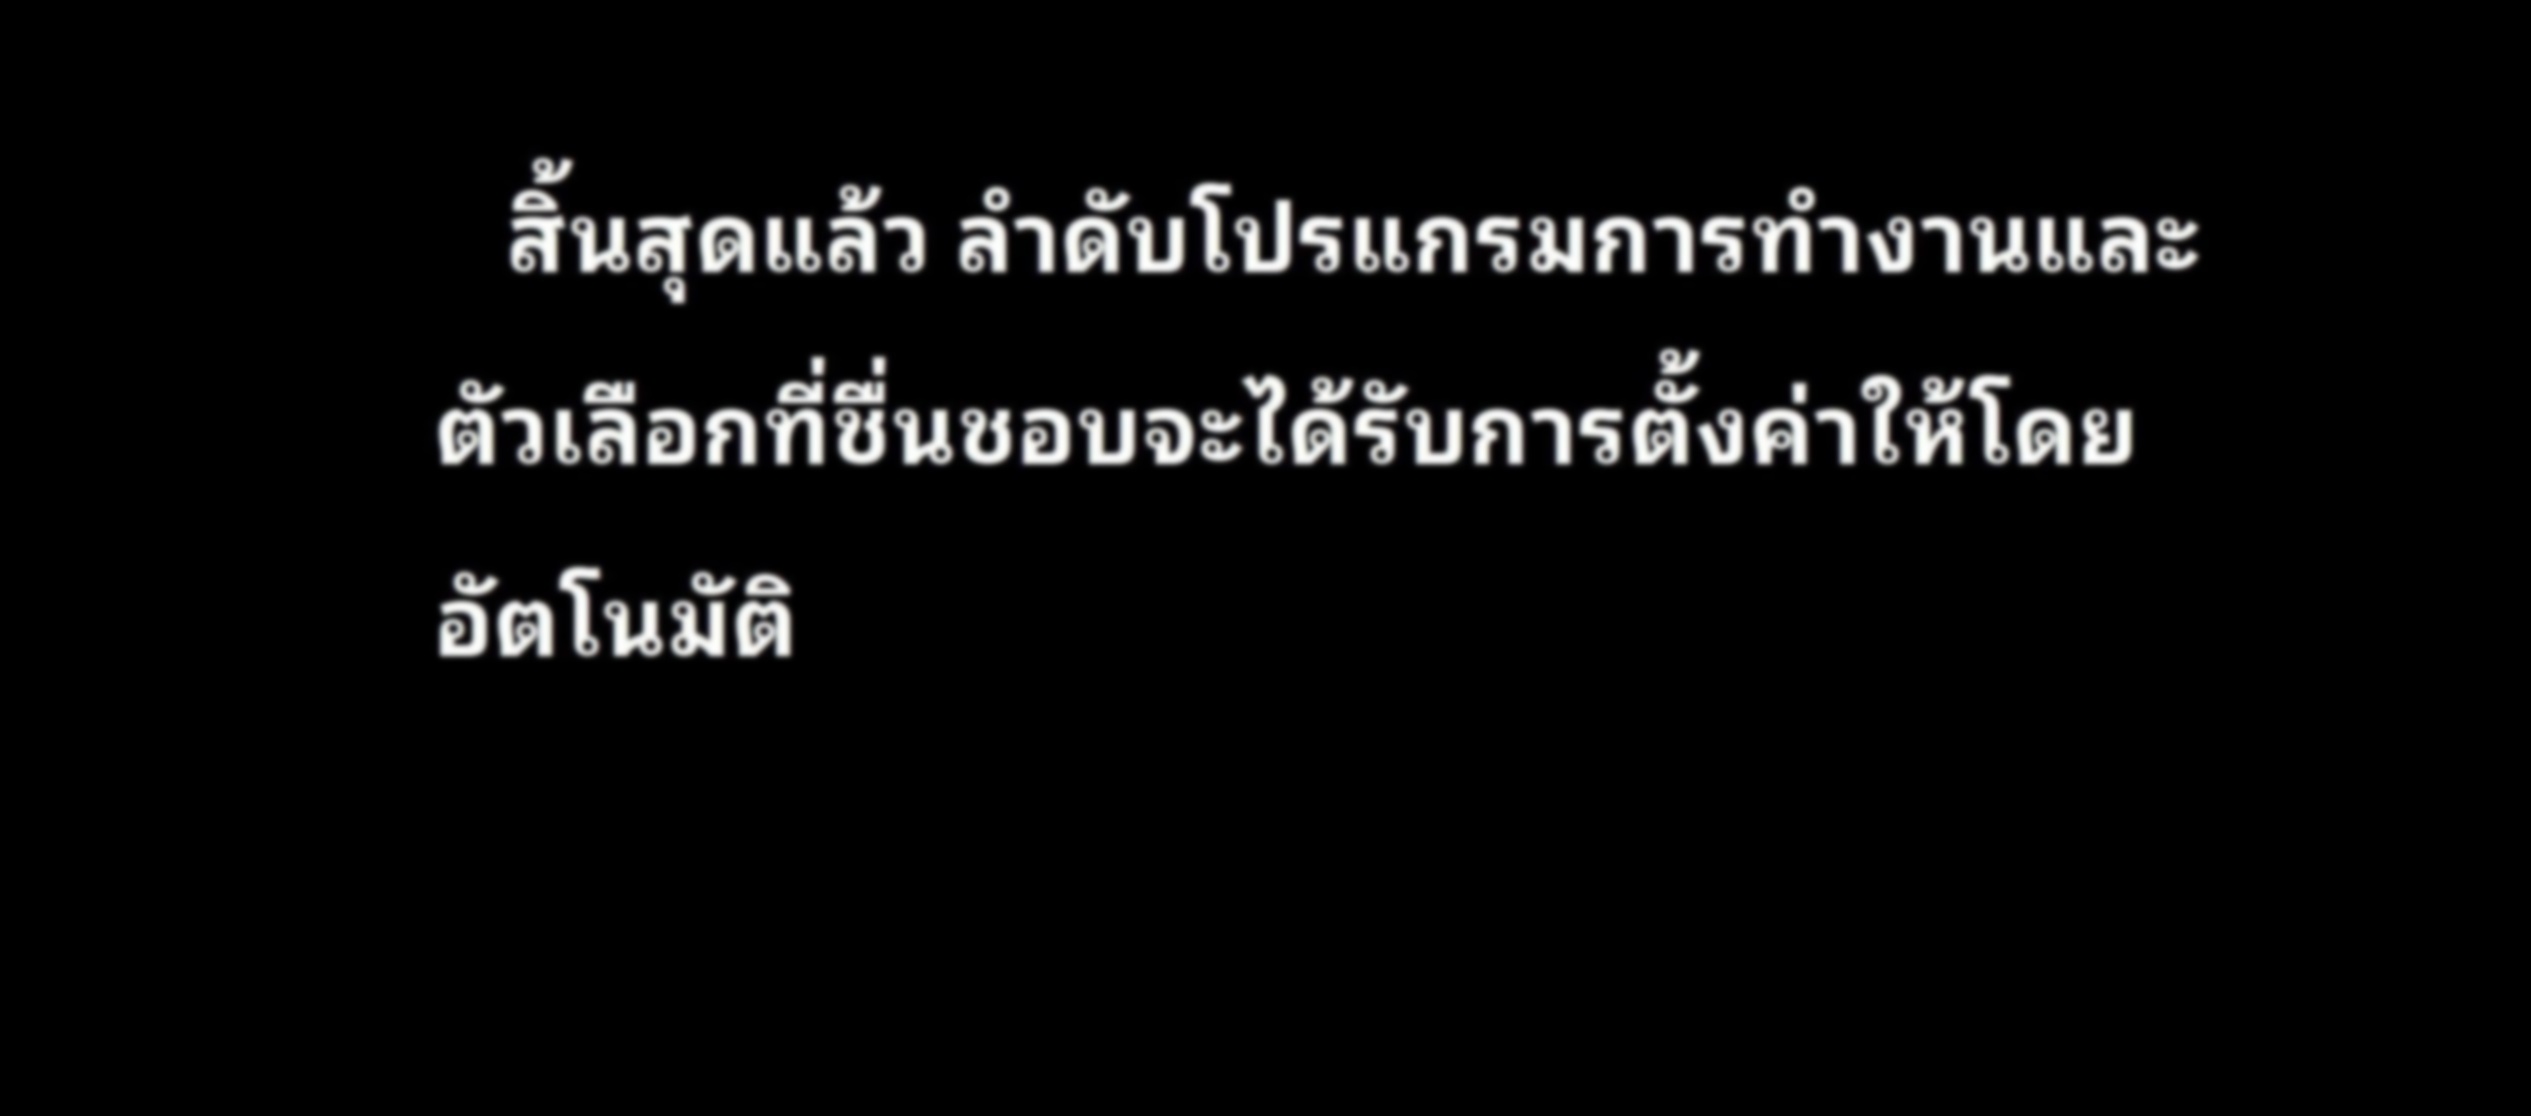 สิ้นสุดแล้ว ลำดับโปรแกรมการทำงานและ
ตัวเลือกที่ชื่นชอบจะได้รับการตั้งค่าให้โดย
อัตโนมัติ